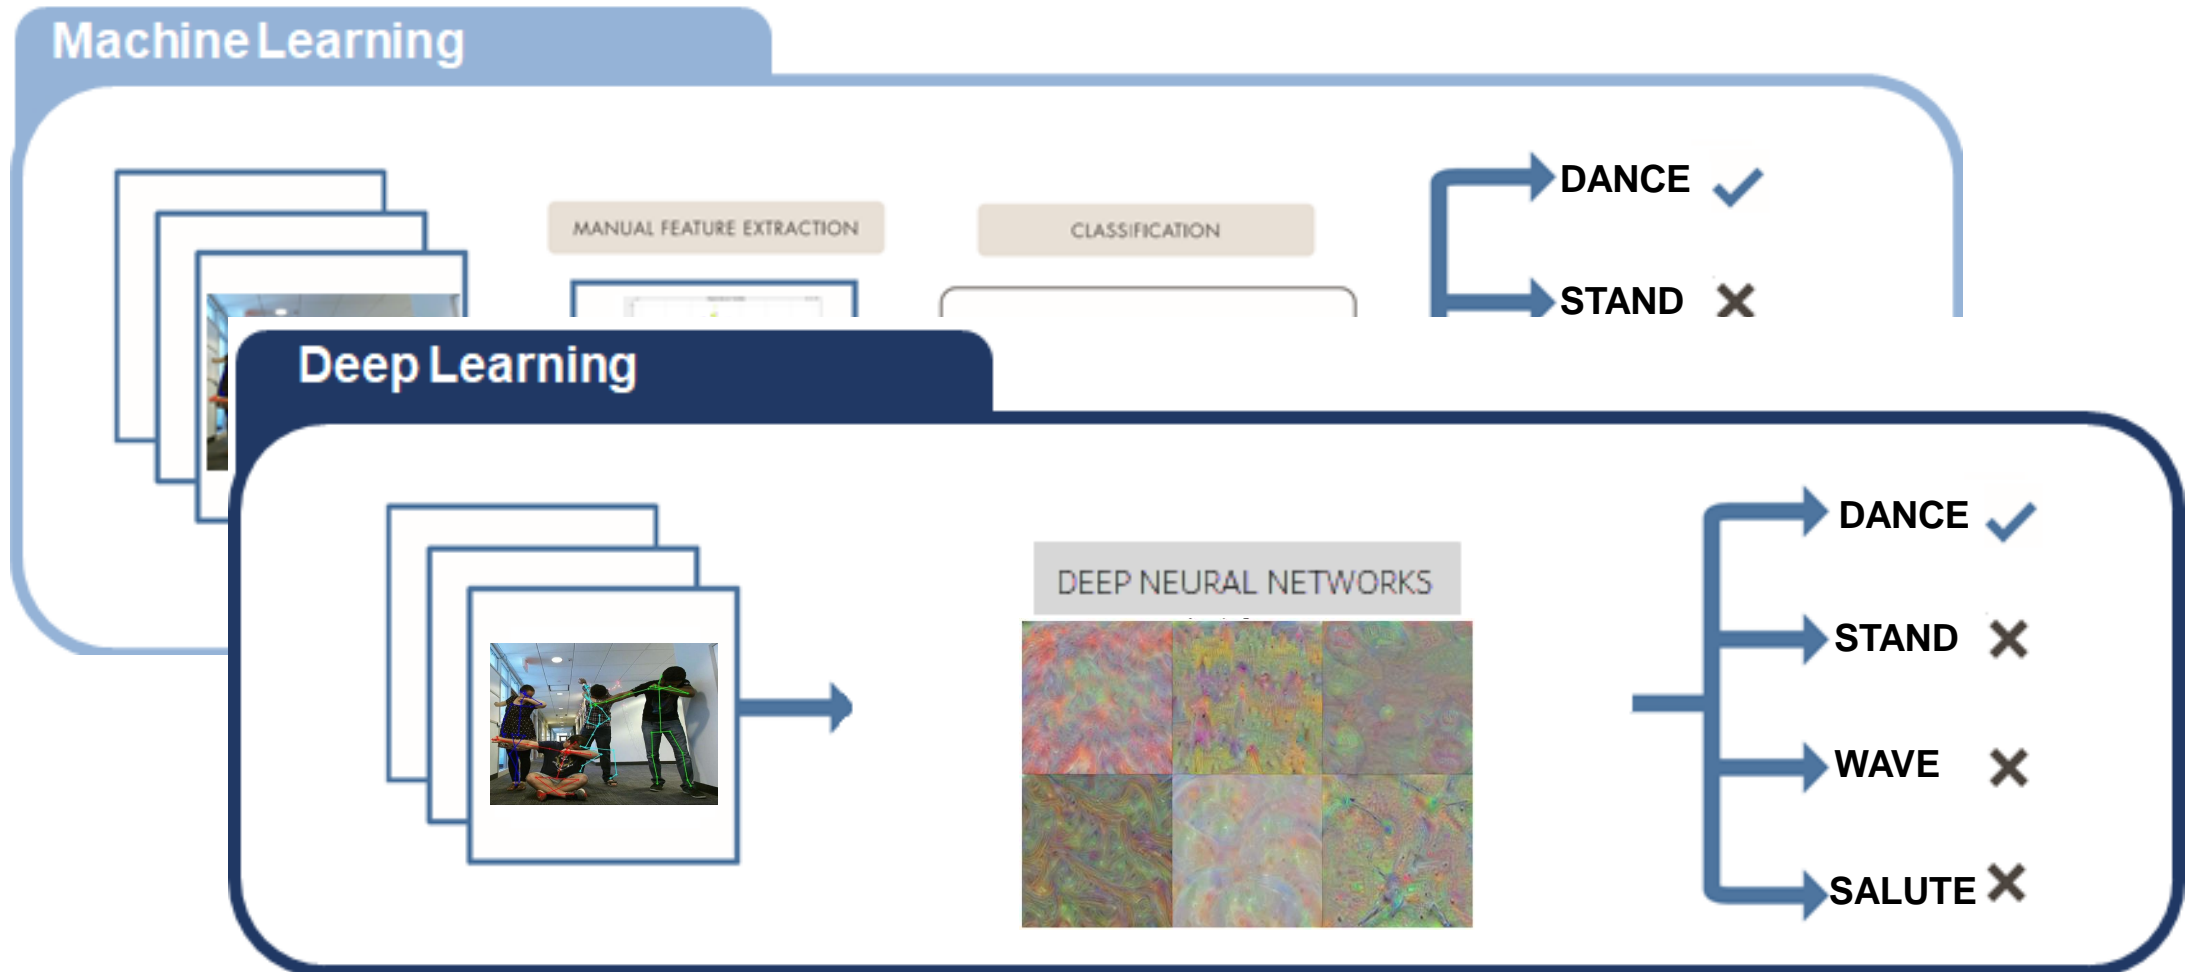 Machine Learning
MANUAL FEATURE EXTRACTION
CLASSIFICATION
DANCE
STAND
Deep Learning
DEEP NEURAL NETWORKS
DANCE
STAND
WAVE
SALUTE